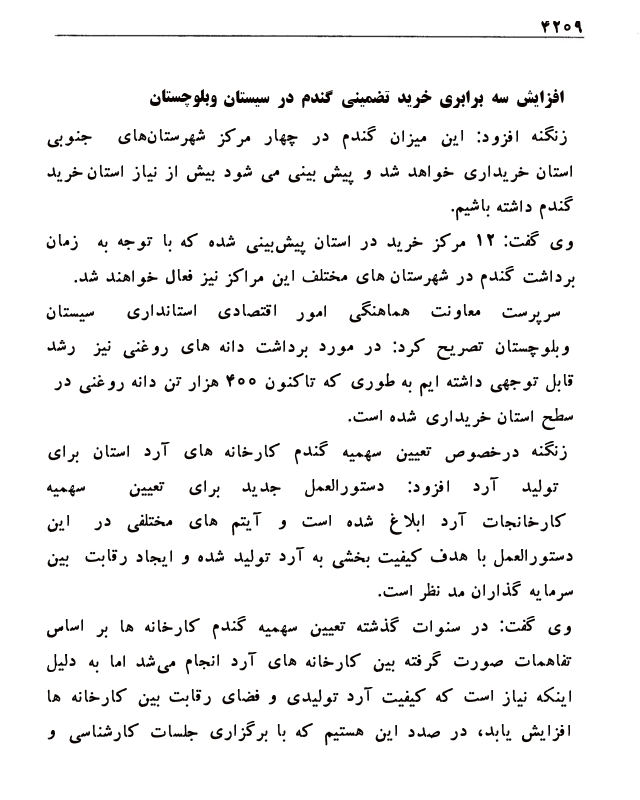 ۴۲۰۹
افزایش سه برابری خرید تضمینی گندم در سیستان وبلوچستان
زنگنه افزود: این میزان گندم در چهار مرکز شهرستان‌های جنوبی
استان خریداری خواهد شد و پیش بینی می شود بیش از نیاز استان خرید
گندم داشته باشیم.
وی گفت: ۱۲ مرکز خرید در استان پیش‌بینی شده که با توجه به زمان
برداشت گندم در شهرستان های مختلف این مراکز نیز فعال خواهند شد.
سرپرست معاونت هماهنگی امور اقتصادی استانداری سیستان
وبلوچستان تصریح کرد: در مورد برداشت دانه های روغنی نیز رشد
قابل توجهی داشته ایم به طوری که تاکنون ۴۰۰ هزار تن دانه روغنی در
سطح استان خریداری شده است.
زنگنه درخصوص تعیین سهمیه گندم کارخانه های آرد استان برای
تولید آرد افزود: دستورالعمل جدید برای تعیین سهمیه
کارخانجات آرد ابلاغ شده است و آیتم های مختلفی در این
دستورالعمل با هدف کیفیت بخشی به آرد تولید شده و ایجاد رقابت بین
سرمایه گذاران مد نظر است.
وی گفت: در سنوات گذشته تعیین سهمیه گندم کارخانه ها بر اساس
تفاهمات صورت گرفته بین کارخانه های آرد انجام می‌شد اما به دلیل
اینکه نیاز است که کیفیت آرد تولیدی و فضای رقابت بین کارخانه ها
افزایش یابد، در صدد این هستیم که با برگزاری جلسات کارشناسی و